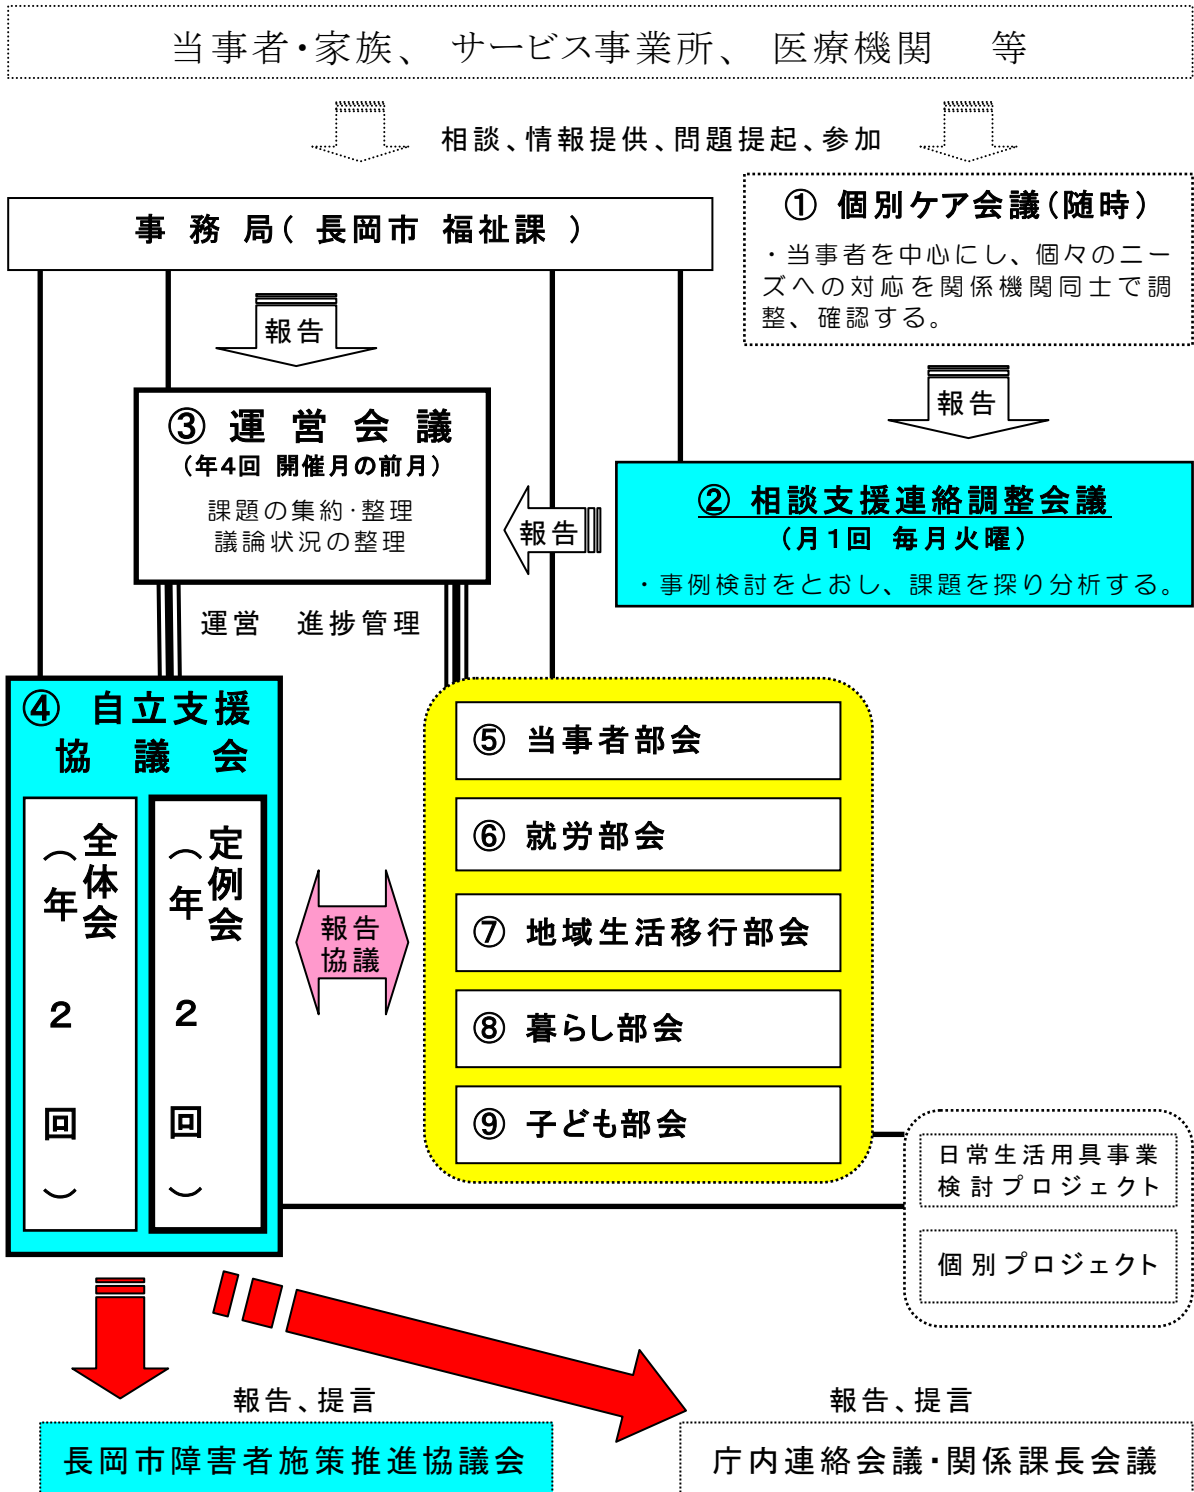 当事者・家族、 サービス事業所、 医療機関　等
相談、情報提供、問題提起、参加
事 務 局（ 長岡市 福祉課 ）
① 個別ケア会議（随時）
・当事者を中心にし、個々のニー
ズへの対応を関係機関同士で調
整、確認する。
報告
報告
③ 運 営 会 議
（年4回 開催月の前月）
課題の集約・整理
議論状況の整理
報告
② 相談支援連絡調整会議
（月1回 毎月火曜）
・事例検討をとおし、課題を探り分析する。
運営　進捗管理
④ 自立支援
協 議 会
全体会
（年 2 回）
定例会
（年 2 回）
報告
協議
⑤ 当事者部会
⑥ 就労部会
⑦ 地域生活移行部会
⑧ 暮らし部会
⑨ 子ども部会
日常生活用具事業
検討プロジェクト
個別プロジェクト
報告、提言
長岡市障害者施策推進協議会
報告、提言
庁内連絡会議・関係課長会議